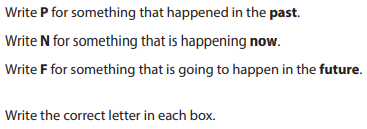 Write P for something that happened in the past.
Write N for something that is happening now.
Write F for something that is going to happen in the future.
Write the correct letter in each box.